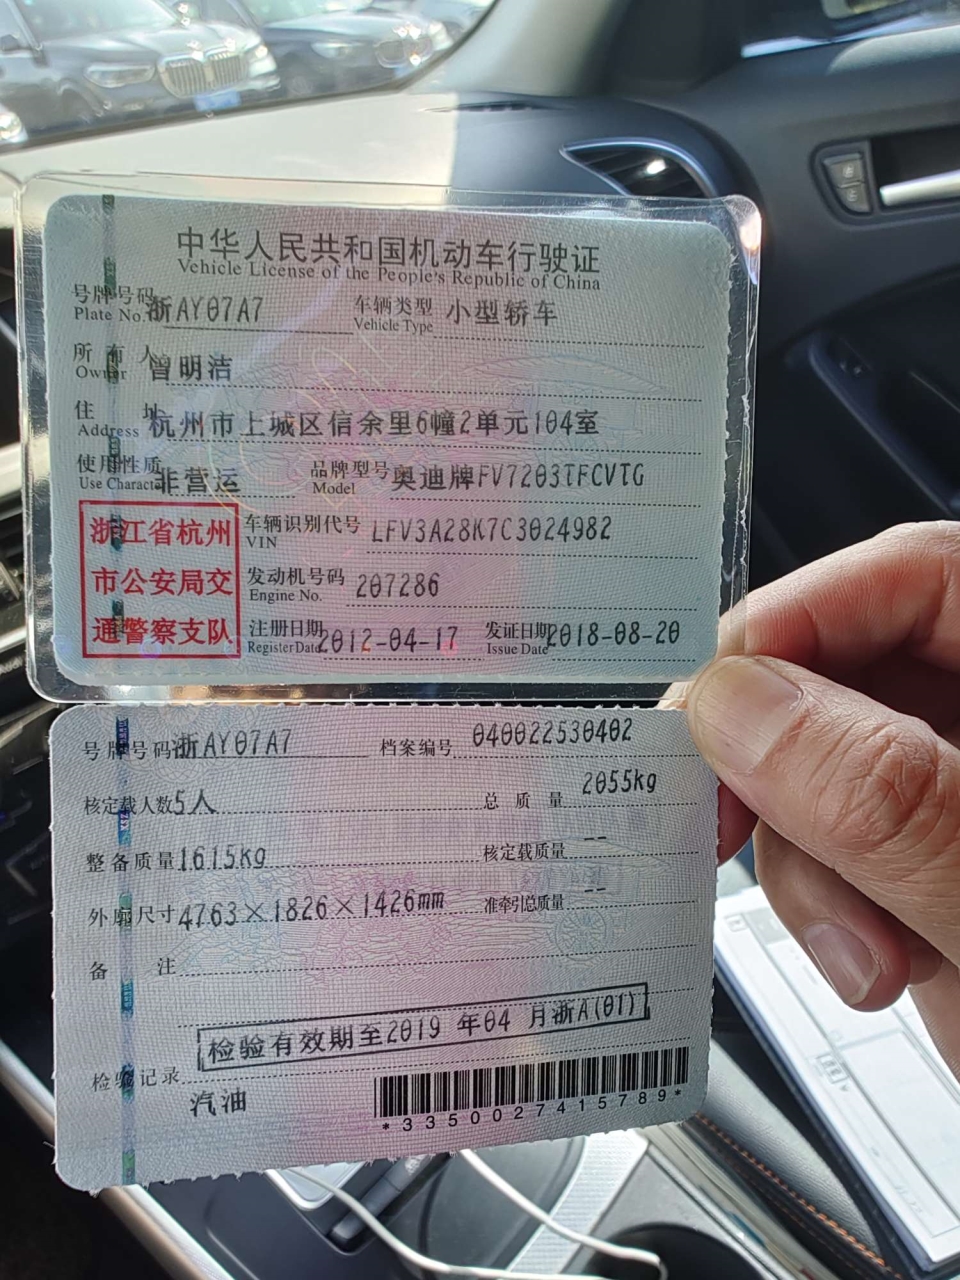 中华人民共和国机动车行驶证
Vehicle License of the People's Republic of China
号牌号码 浙AY07A7 车辆类型 小型轿车
Plate No. Vehicle Type
所有人 曾明洁
Owner
住址 杭州市上城区信余里6幢2单元104室
Address
使用性质 非营运 品牌型号 奥迪牌FV7203TFCVTG
Use Character Model
浙江省杭州
市公安局交
通警察支队
车辆识别代号 LFV3A28K7C3024982
VIN
发动机号码 207286
Engine No.
注册日期 2012-04-17 发证日期 2018-08-20
Register Date Issue Date
号牌号码 浙AY07A7 档案编号 040022530402
核定载人数 5人 总质量 2055kg
整备质量 1615kg 核定载质量 --
外廓尺寸 4763×1826×1426mm 准牵引总质量 --
备注
检验有效期至2019年04月浙A(01)
检验记录
汽油
*3350027415789*